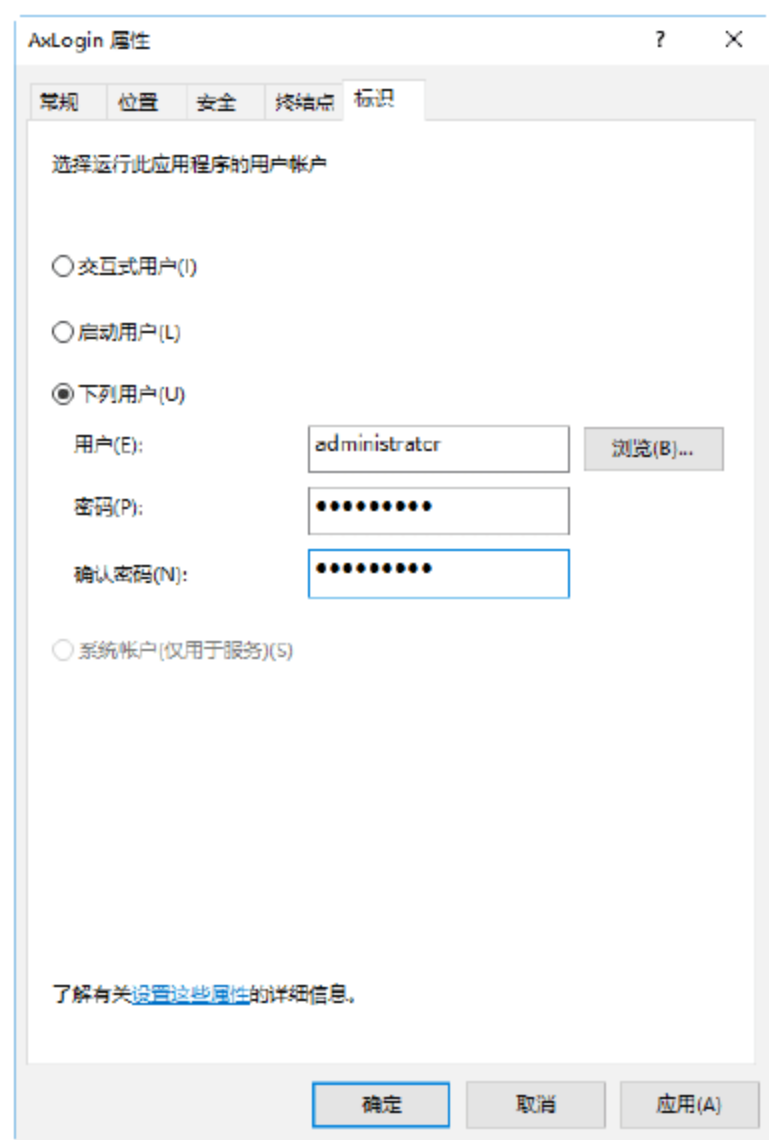 AxLogin 属性
?
常规 位置 安全 终结点 标识
选择运行此应用程序的用户帐户
交互式用户(I)
启动用户(L)
下列用户(U)
用户(E): administrator 浏览(B)...
密码(P): ●●●●●●●●●
确认密码(N): ●●●●●●●●●
系统帐户(仅用于服务)(S)
了解有关设置这些属性的详细信息。
确定 取消 应用(A)